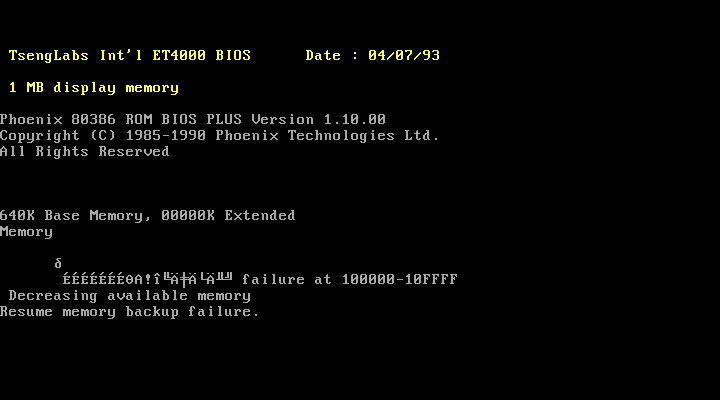 TsengLabs Int'l ET4000 BIOS Date : 04/07/93
1 MB display memory
Phoenix 80386 ROM BIOS PLUS Version 1.10.00
Copyright (C) 1985-1990 Phoenix Technologies Ltd.
All Rights Reserved
640K Base Memory, 00000K Extended
Memory
δ
failure at 100000-10FFFF
Decreasing available memory
Resume memory backup failure.